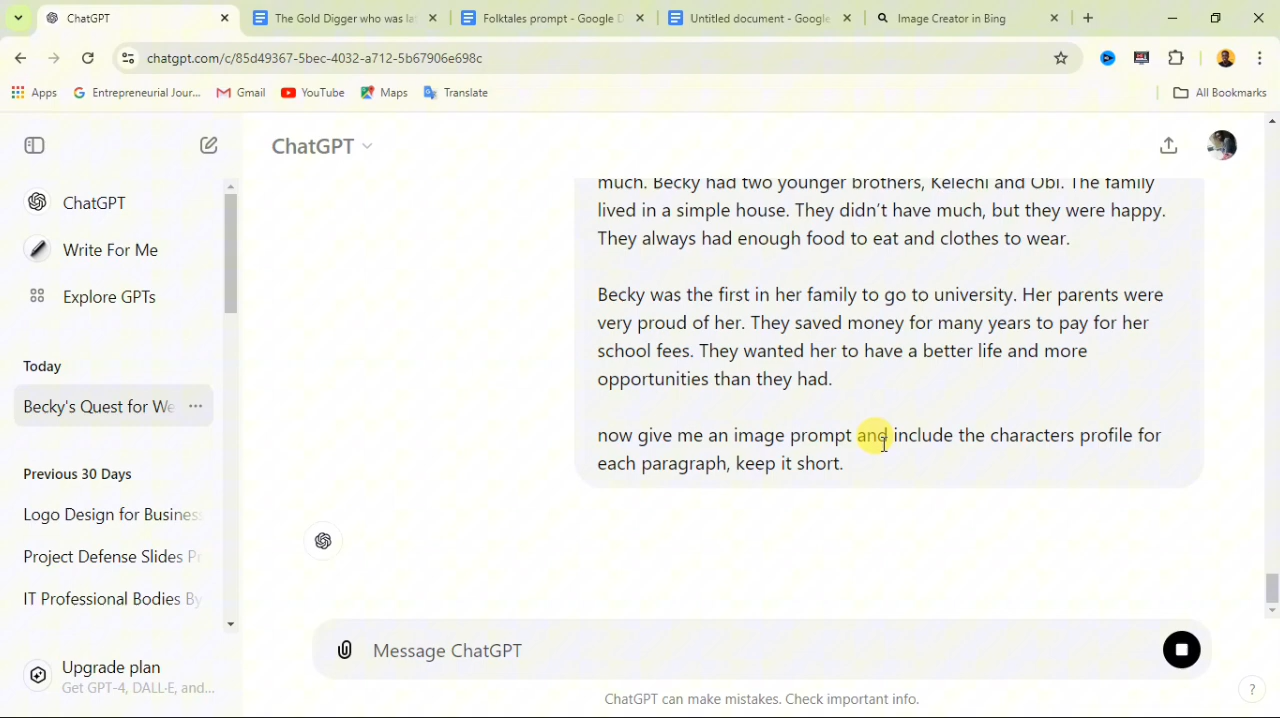 ChatGPT
The Gold Digger who was la
Folktales prompt - Google D
Untitled document - Google
Image Creator in Bing
chatgpt.com/c/85d49367-5bec-4032-a712-5b67906e698c
Apps
Entrepreneurial Jour...
Gmail
YouTube
Maps
Translate
All Bookmarks
ChatGPT
ChatGPT
Write For Me
Explore GPTs
Today
Becky's Quest for We
Previous 30 Days
Logo Design for Busines
Project Defense Slides Pr
IT Professional Bodies By
Upgrade plan
Get GPT-4, DALL·E, and...
much. Becky had two younger brothers, Kelechi and Obi. The family
lived in a simple house. They didn't have much, but they were happy.
They always had enough food to eat and clothes to wear.
Becky was the first in her family to go to university. Her parents were
very proud of her. They saved money for many years to pay for her
school fees. They wanted her to have a better life and more
opportunities than they had.
now give me an image prompt and include the characters profile for
each paragraph, keep it short.
Message ChatGPT
ChatGPT can make mistakes. Check important info.
?